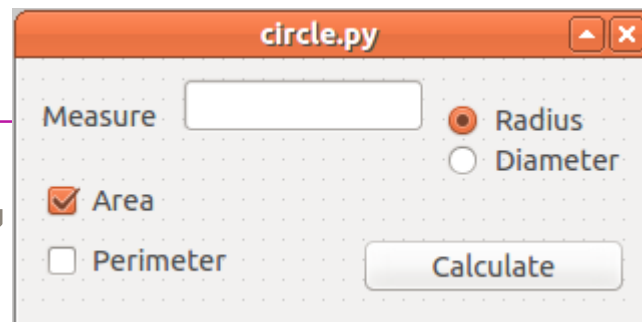 circle.py
Measure
Radius
Diameter
Area
Perimeter
Calculate